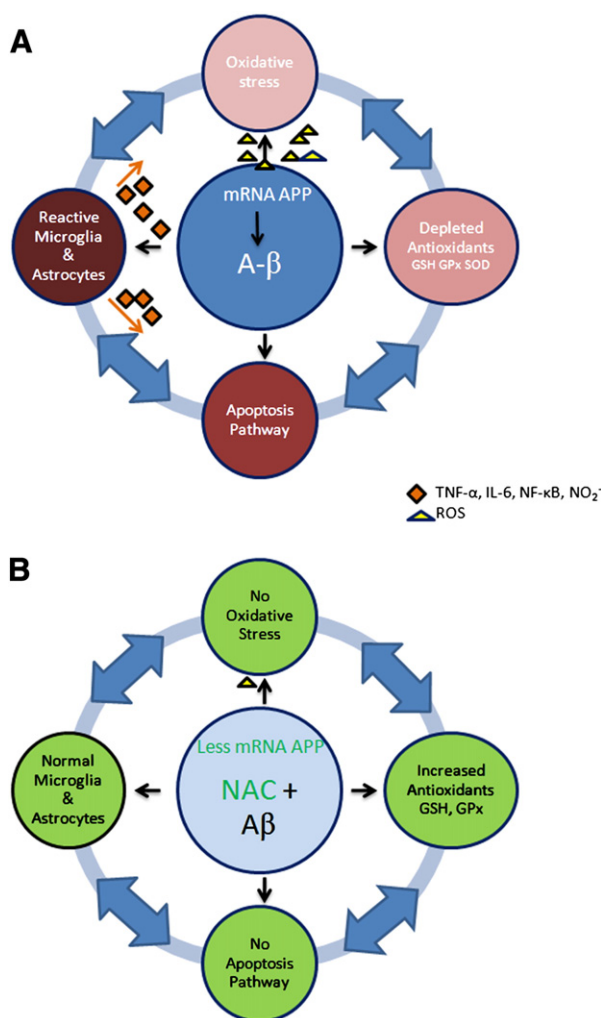 A
Oxidative
stress
mRNA APP
A-β
Reactive
Microglia
&
Astrocytes
Depleted
Antioxidants
GSH GPx SOD
Apoptosis
Pathway
TNF-α, IL-6, NF-κB, NO₂⁻
ROS
B
No
Oxidative
Stress
Less mRNA APP
NAC +
Aβ
Normal
Microglia
&
Astrocytes
Increased
Antioxidants
GSH, GPx
No
Apoptosis
Pathway